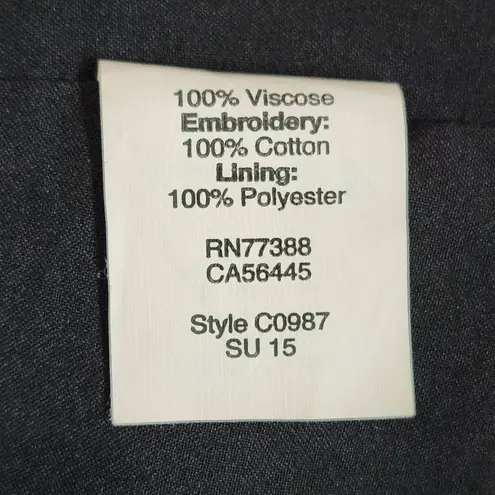 100% Viscose
Embroidery:
100% Cotton
Lining:
100% Polyester
RN77388
CA56445
Style C0987
SU 15